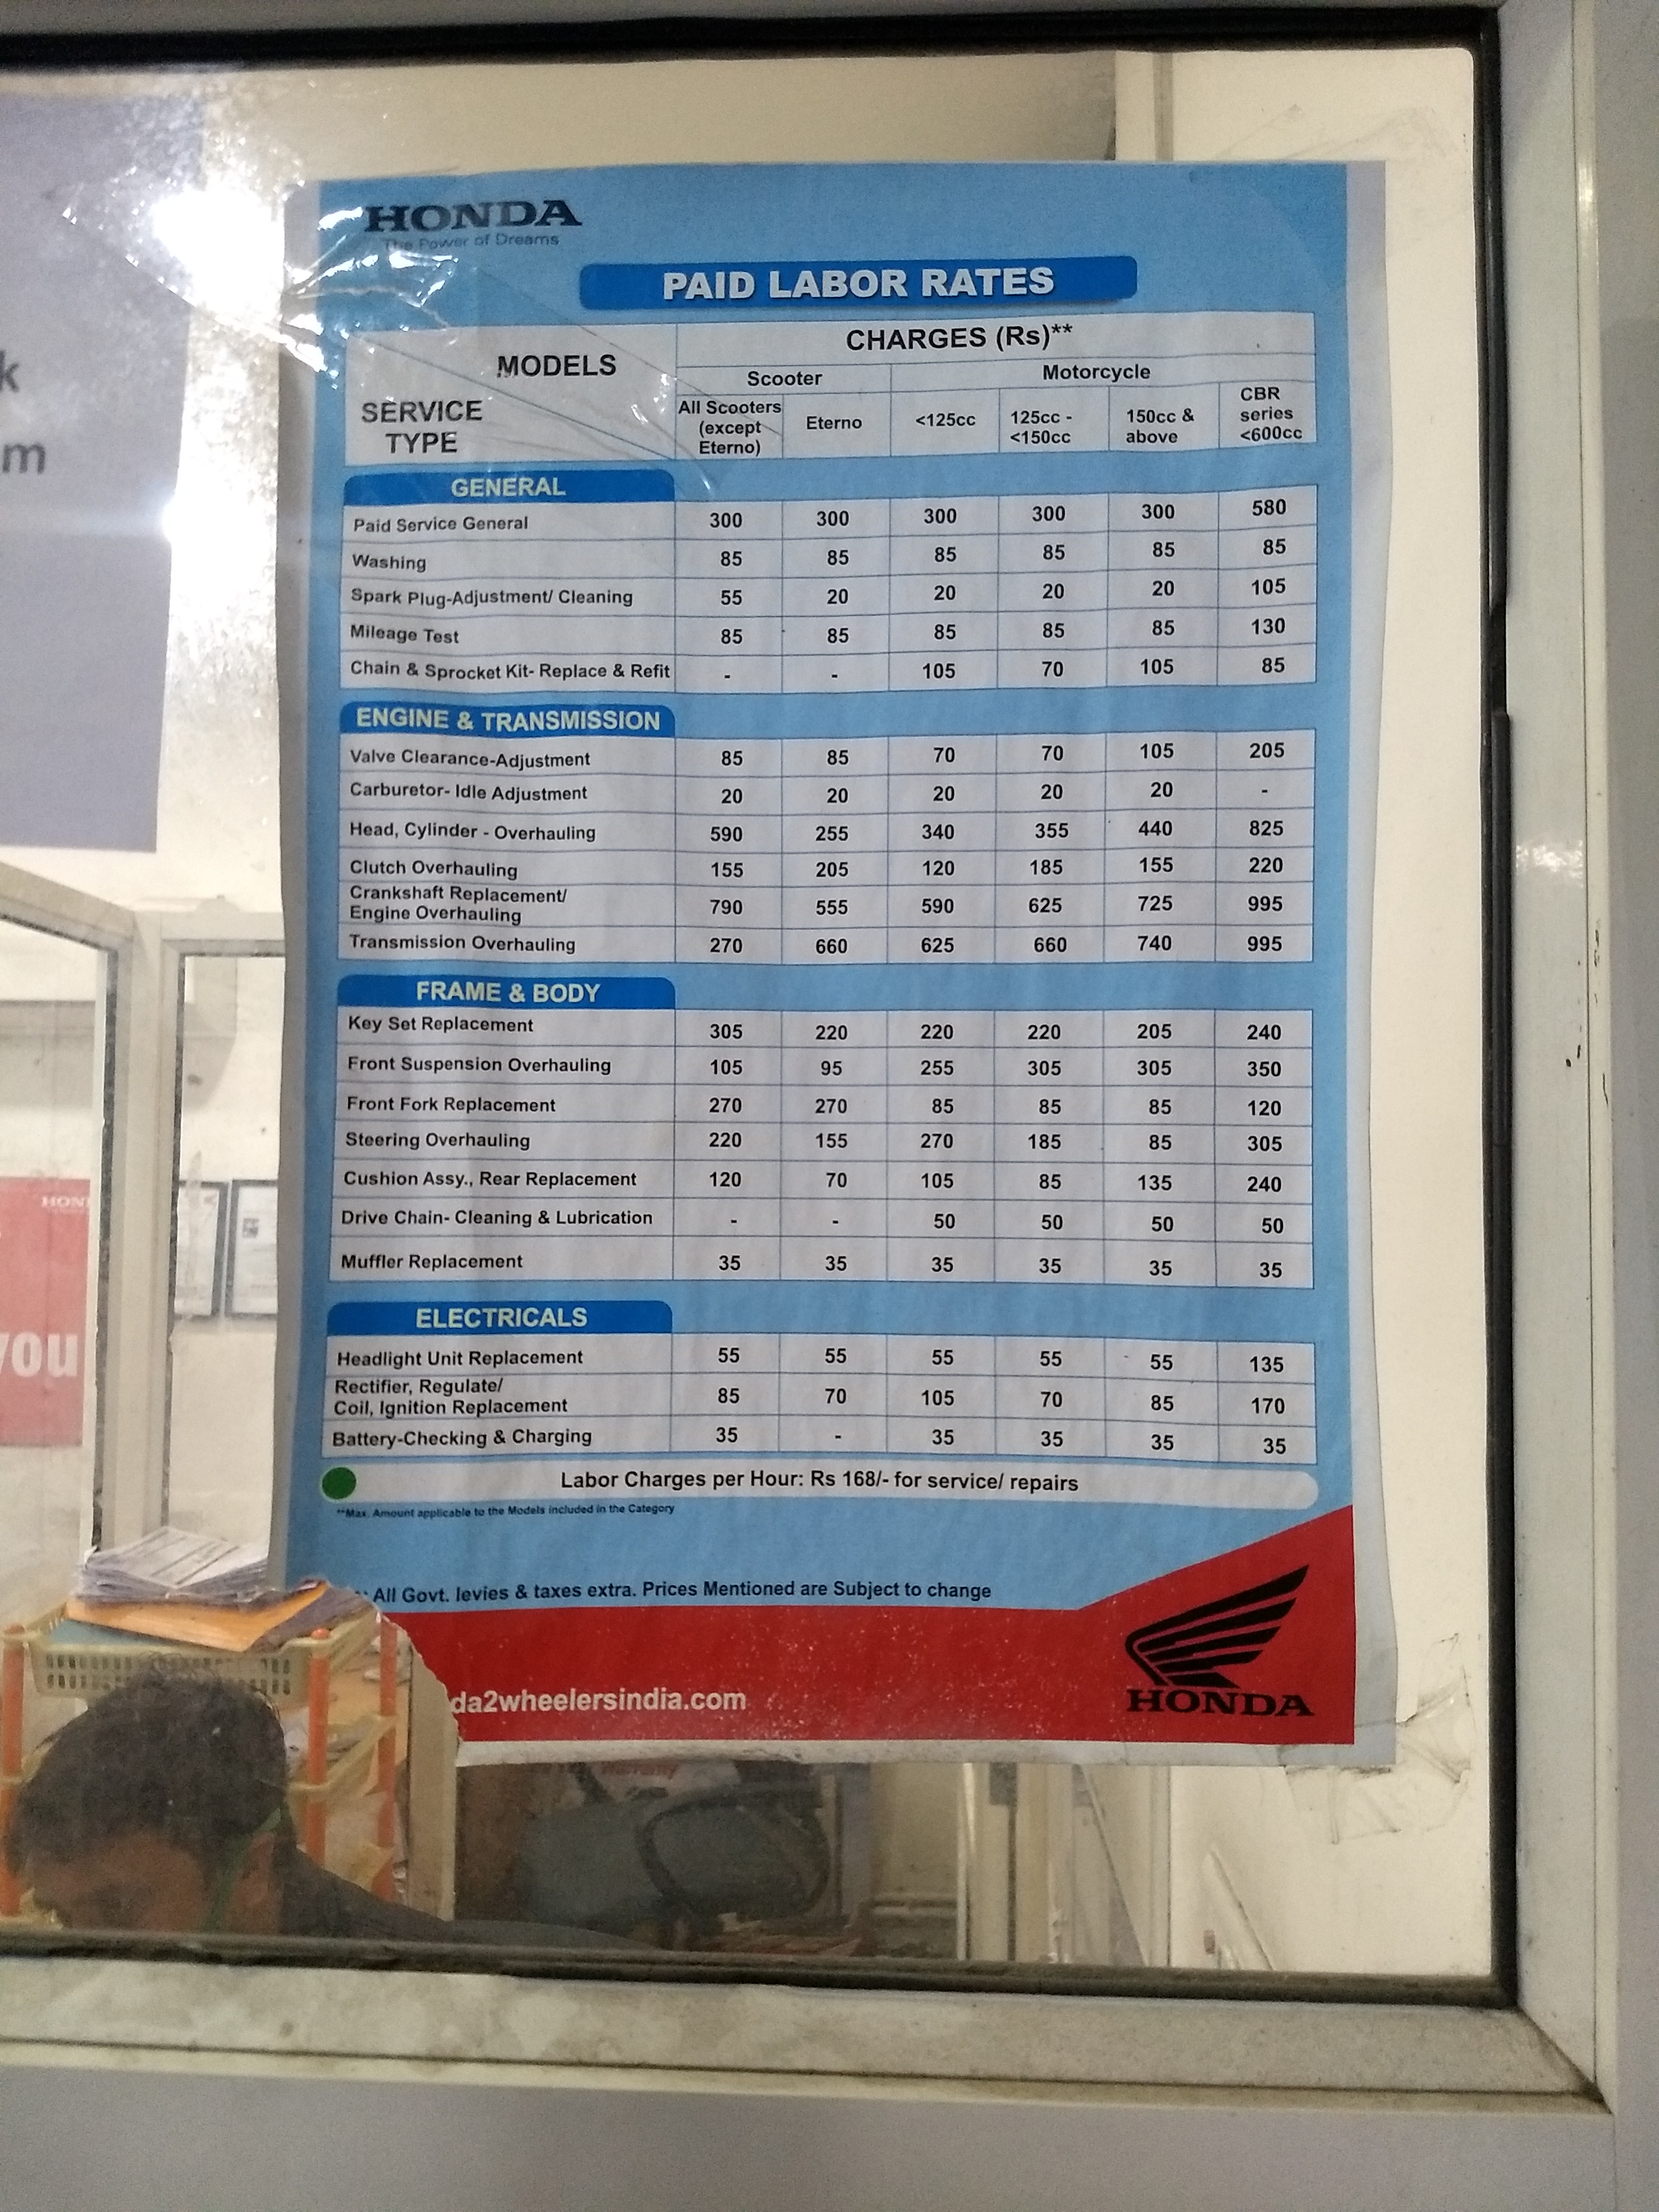 HONDA
The Power of Dreams
PAID LABOR RATES
MODELS
SERVICE
TYPE
CHARGES (Rs)**
Scooter Motorcycle
All Scooters
(except
Eterno)
Eterno
<125cc
125cc -
<150cc
150cc &
above
CBR
series
<600cc
GENERAL
Paid Service General 300 300 300 300 300 580
Washing 85 85 85 85 85 85
Spark Plug-Adjustment/ Cleaning 55 20 20 20 20 105
Mileage Test 85 85 85 85 85 130
Chain & Sprocket Kit- Replace & Refit - - 105 70 105 85
ENGINE & TRANSMISSION
Valve Clearance-Adjustment 85 85 70 70 105 205
Carburetor- Idle Adjustment 20 20 20 20 20 -
Head, Cylinder - Overhauling 590 255 340 355 440 825
Clutch Overhauling 155 205 120 185 155 220
Crankshaft Replacement/
Engine Overhauling 790 555 590 625 725 995
Transmission Overhauling 270 660 625 660 740 995
FRAME & BODY
Key Set Replacement 305 220 220 220 205 240
Front Suspension Overhauling 105 95 255 305 305 350
Front Fork Replacement 270 270 85 85 85 120
Steering Overhauling 220 155 270 185 85 305
Cushion Assy., Rear Replacement 120 70 105 85 135 240
Drive Chain- Cleaning & Lubrication - - 50 50 50 50
Muffler Replacement 35 35 35 35 35 35
ELECTRICALS
Headlight Unit Replacement 55 55 55 55 55 135
Rectifier, Regulate/
Coil, Ignition Replacement 85 70 105 70 85 170
Battery-Checking & Charging 35 - 35 35 35 35
Labor Charges per Hour: Rs 168/- for service/ repairs
**Max. Amount applicable to the Models included in the Category
All Govt. levies & taxes extra. Prices Mentioned are Subject to change
da2wheelersindia.com
HONDA
k
m
HON
you